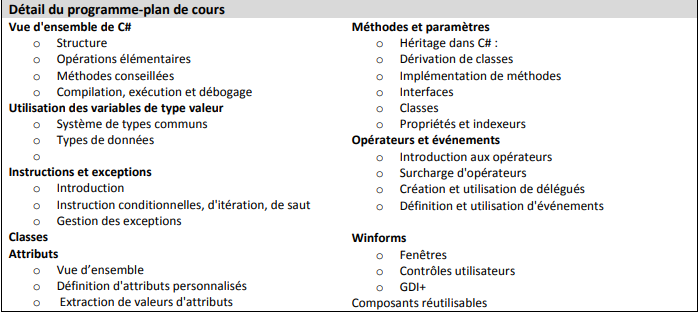 Détail du programme-plan de cours
Vue d'ensemble de C#
o Structure
o Opérations élémentaires
o Méthodes conseillées
o Compilation, exécution et débogage
Utilisation des variables de type valeur
o Système de types communs
o Types de données
o
Instructions et exceptions
o Introduction
o Instruction conditionnelles, d'itération, de saut
o Gestion des exceptions
Classes
Attributs
o Vue d’ensemble
o Définition d'attributs personnalisés
o Extraction de valeurs d'attributs
Méthodes et paramètres
o Héritage dans C# :
o Dérivation de classes
o Implémentation de méthodes
o Interfaces
o Classes
o Propriétés et indexeurs
Opérateurs et événements
o Introduction aux opérateurs
o Surcharge d'opérateurs
o Création et utilisation de délégués
o Définition et utilisation d'événements
Winforms
o Fenêtres
o Contrôles utilisateurs
o GDI+
Composants réutilisables